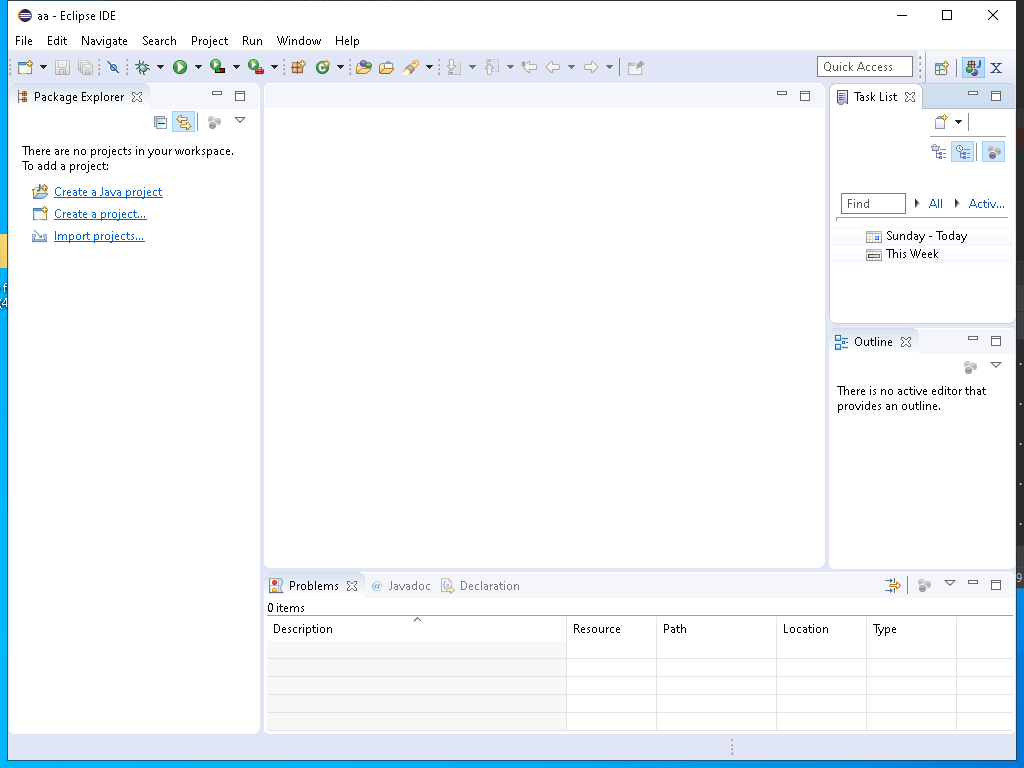 aa - Eclipse IDE
File Edit Navigate Search Project Run Window Help
Quick Access
Package Explorer
There are no projects in your workspace.
To add a project:
Create a Java project
Create a project...
Import projects...
Task List
Find All Activ...
Sunday - Today
This Week
Outline
There is no active editor that
provides an outline.
Problems @ Javadoc Declaration
0 items
Description Resource Path Location Type